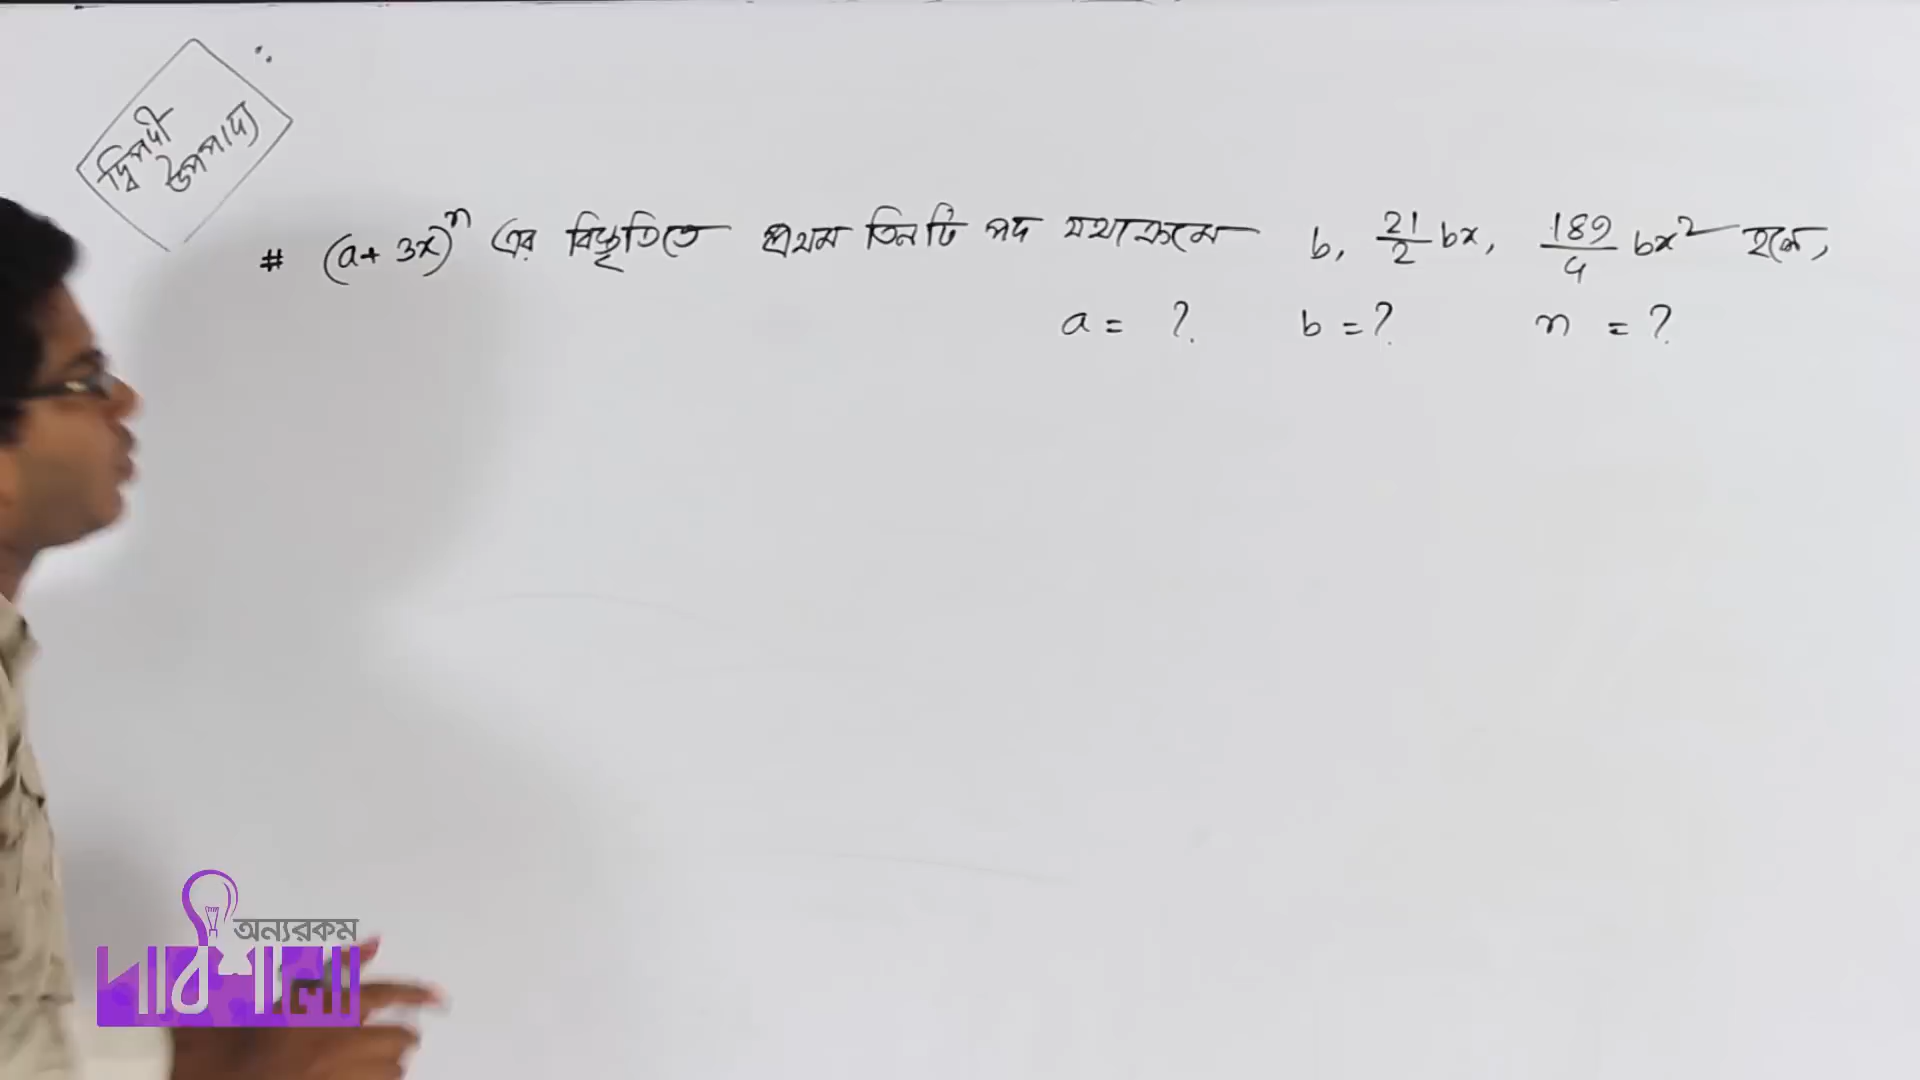 দ্বিপদী
উপপাদ্য
# (a + 3x)^n এর বিস্তৃতিতে প্রথম তিনটি পদ যথাক্রমে b, 21/2 bx, 189/4 bx² হলে,
a = ? b = ? n = ?
অন্যরকম
পাঠশালা